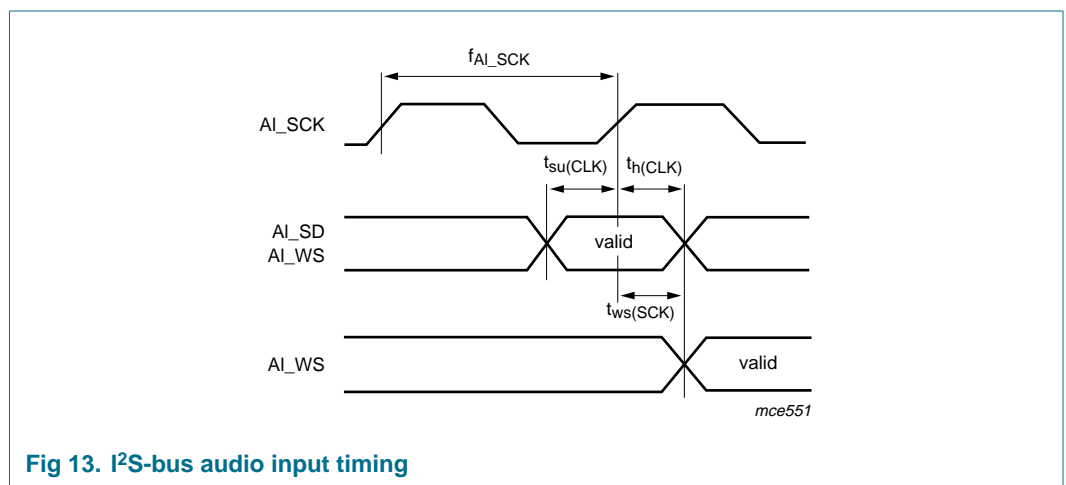 fAI_SCK
AI_SCK
tsu(CLK) th(CLK)
AI_SD
AI_WS
valid
tws(SCK)
AI_WS
valid
mce551
Fig 13. I²S-bus audio input timing